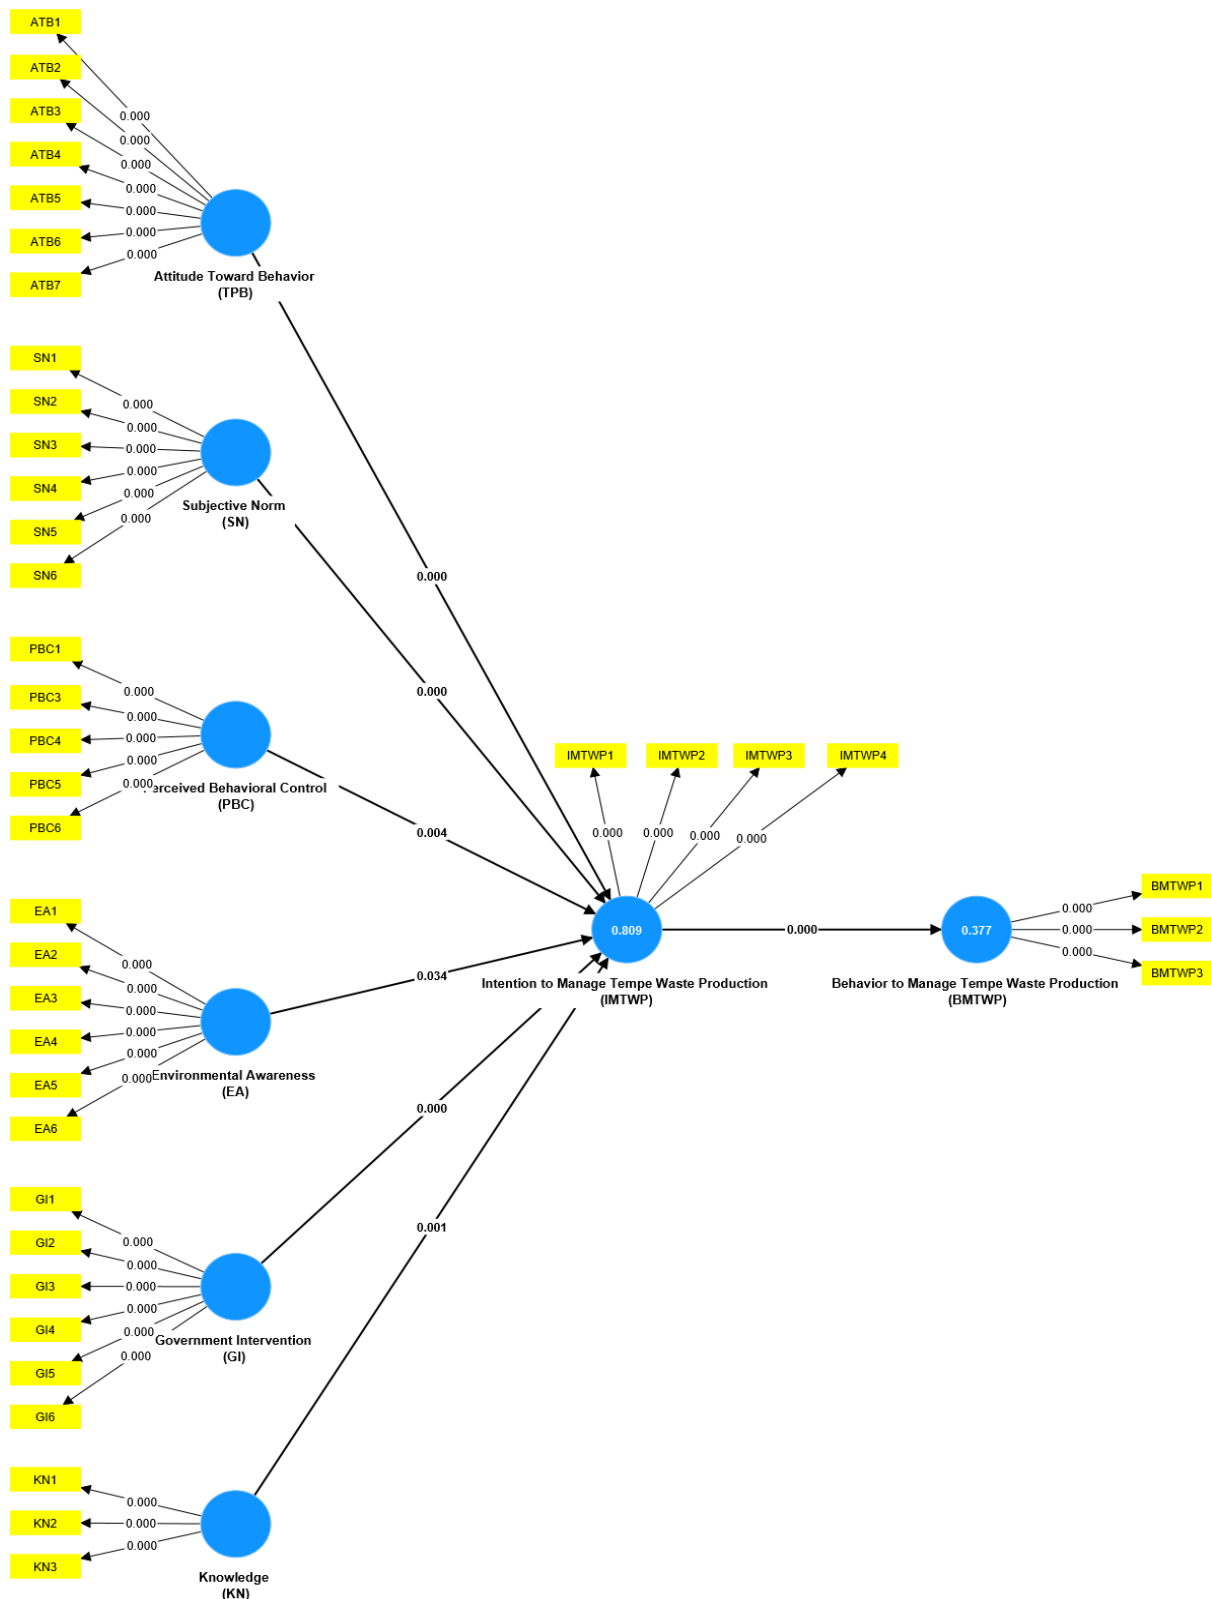 ATB1
ATB2
ATB3
ATB4
ATB5
ATB6
ATB7
0.000
0.000
0.000
0.000
0.000
0.000
0.000
Attitude Toward Behavior
(TPB)
SN1
SN2
SN3
SN4
SN5
SN6
0.000
0.000
0.000
0.000
0.000
0.000
Subjective Norm
(SN)
0.000
0.000
PBC1
PBC3
PBC4
PBC5
PBC6
0.000
0.000
0.000
0.000
0.000
erceived Behavioral Control
(PBC)
0.004
IMTWP1
IMTWP2
IMTWP3
IMTWP4
0.000
0.000
0.000
0.000
EA1
EA2
EA3
EA4
EA5
EA6
0.000
0.000
0.000
0.000
0.000
0.000
Environmental Awareness
(EA)
0.034
0.809
Intention to Manage Tempe Waste Production
(IMTWP)
0.000
0.377
Behavior to Manage Tempe Waste Production
(BMTWP)
0.000
0.000
0.000
BMTWP1
BMTWP2
BMTWP3
0.000
0.001
GI1
GI2
GI3
GI4
GI5
GI6
0.000
0.000
0.000
0.000
0.000
0.000
Government Intervention
(GI)
KN1
KN2
KN3
0.000
0.000
0.000
Knowledge
(KN)